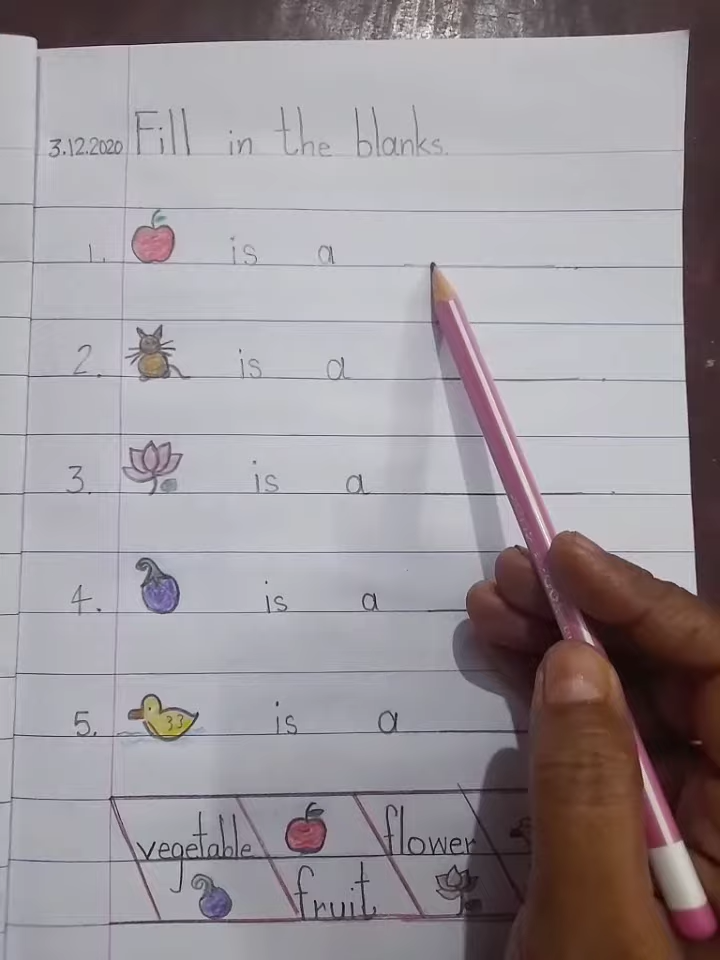 3.12.2020 Fill in the blanks.
1. is a .
2. is a .
3. is a .
4. is a
5. is a
vegetable flower
fruit